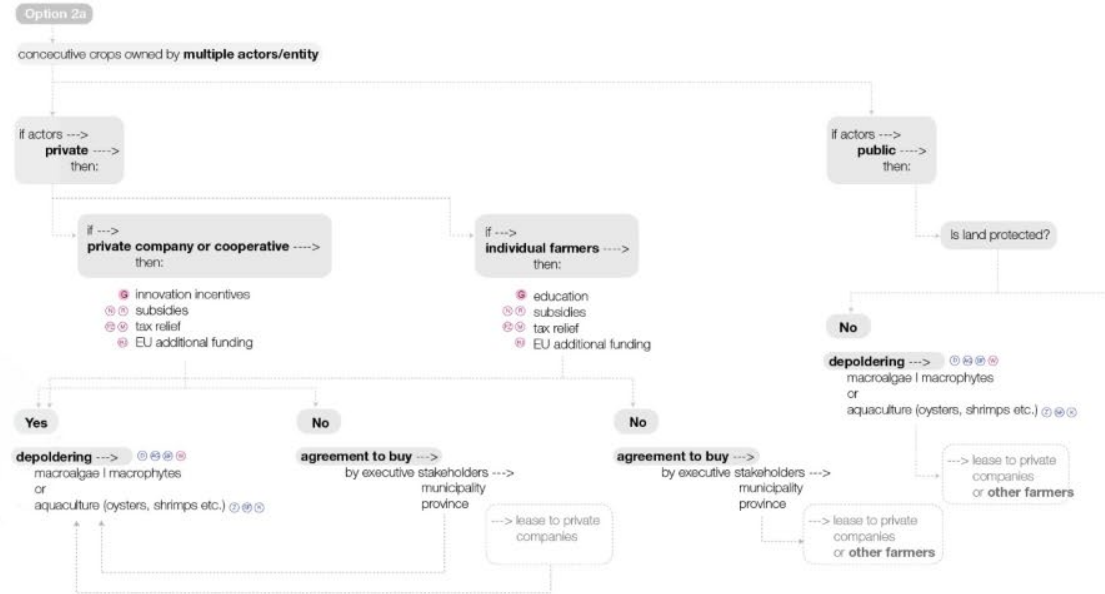 Option 2a
concecutive crops owned by multiple actors/entity
if actors --->
private ---->
then:
if actors --->
public ---->
then:
if --->
private company or cooperative ---->
then:
if --->
individual farmers ---->
then:
Is land protected?
G innovation incentives
subsidies
tax relief
EU additional funding
G education
subsidies
tax relief
EU additional funding
No
depoldering --->
macroalgae | macrophytes
or
aquaculture (oysters, shrimps etc.)
---> lease to private
companies
or other farmers
Yes
depoldering --->
macroalgae | macrophytes
or
aquaculture (oysters, shrimps etc.)
No
agreement to buy --->
by executive stakeholders --->
municipality
province
---> lease to private
companies
No
agreement to buy --->
by executive stakeholders --->
municipality
province
---> lease to private
companies
or other farmers